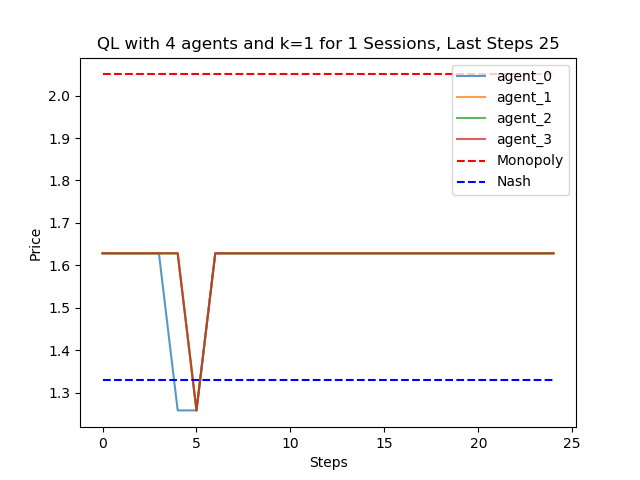 QL with 4 agents and k=1 for 1 Sessions, Last Steps 25
Price
2.0
1.9
1.8
1.7
1.6
1.5
1.4
1.3
agent_0
agent_1
agent_2
agent_3
Monopoly
Nash
0
5
10
15
20
25
Steps